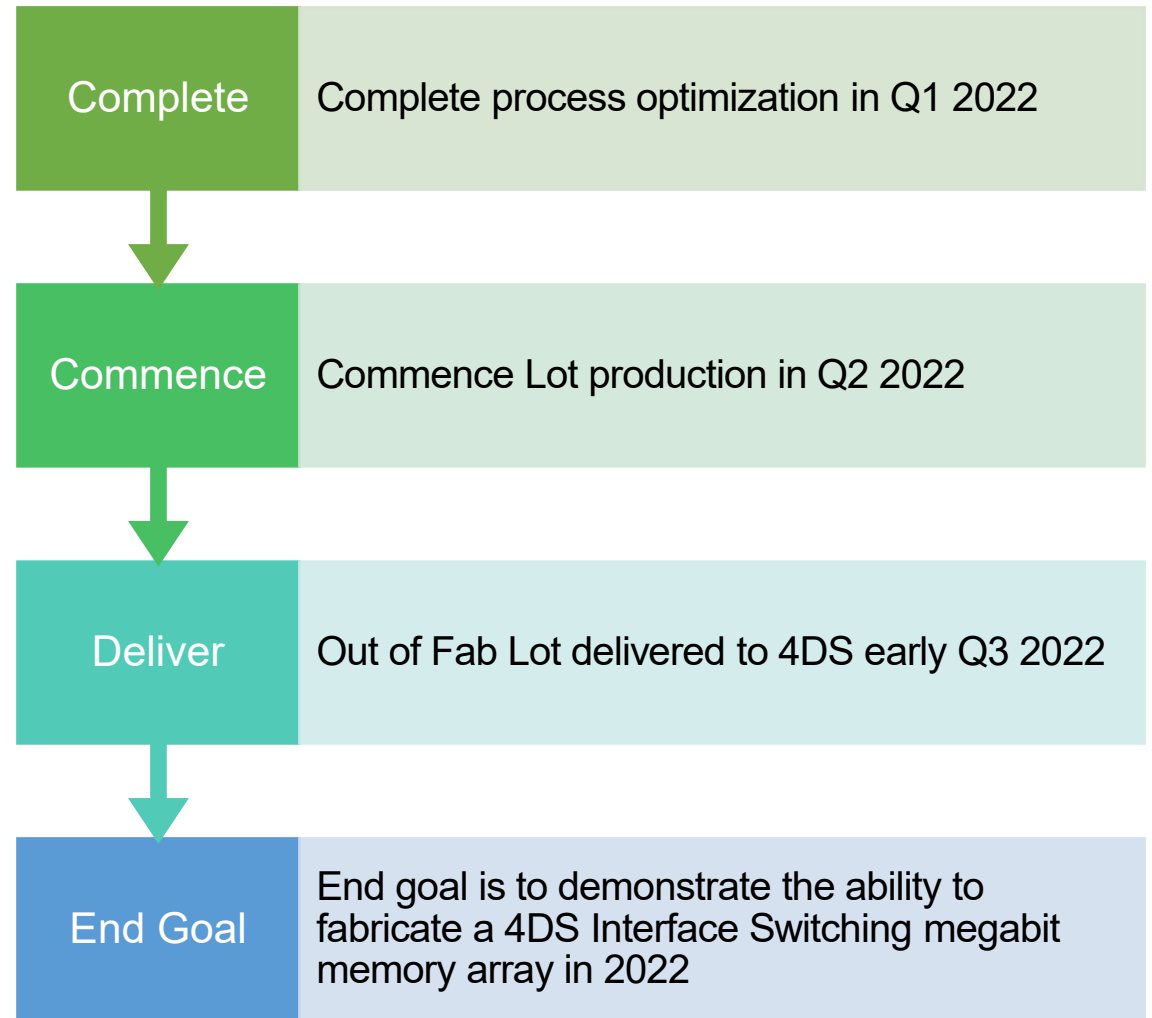 Complete
Complete process optimization in Q1 2022
Commence
Commence Lot production in Q2 2022
Deliver
Out of Fab Lot delivered to 4DS early Q3 2022
End Goal
End goal is to demonstrate the ability to
fabricate a 4DS Interface Switching megabit
memory array in 2022